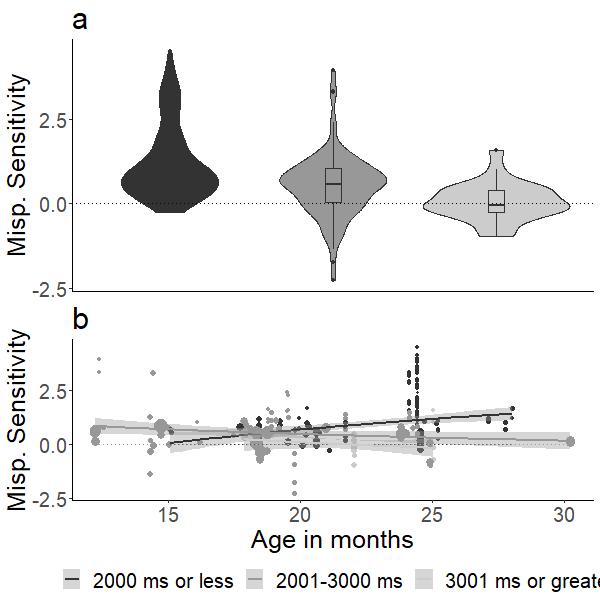 a
Misp. Sensitivity
2.5
0.0
-2.5
b
Misp. Sensitivity
2.5
0.0
-2.5
15 20 25 30
Age in months
2000 ms or less 2001-3000 ms 3001 ms or greate